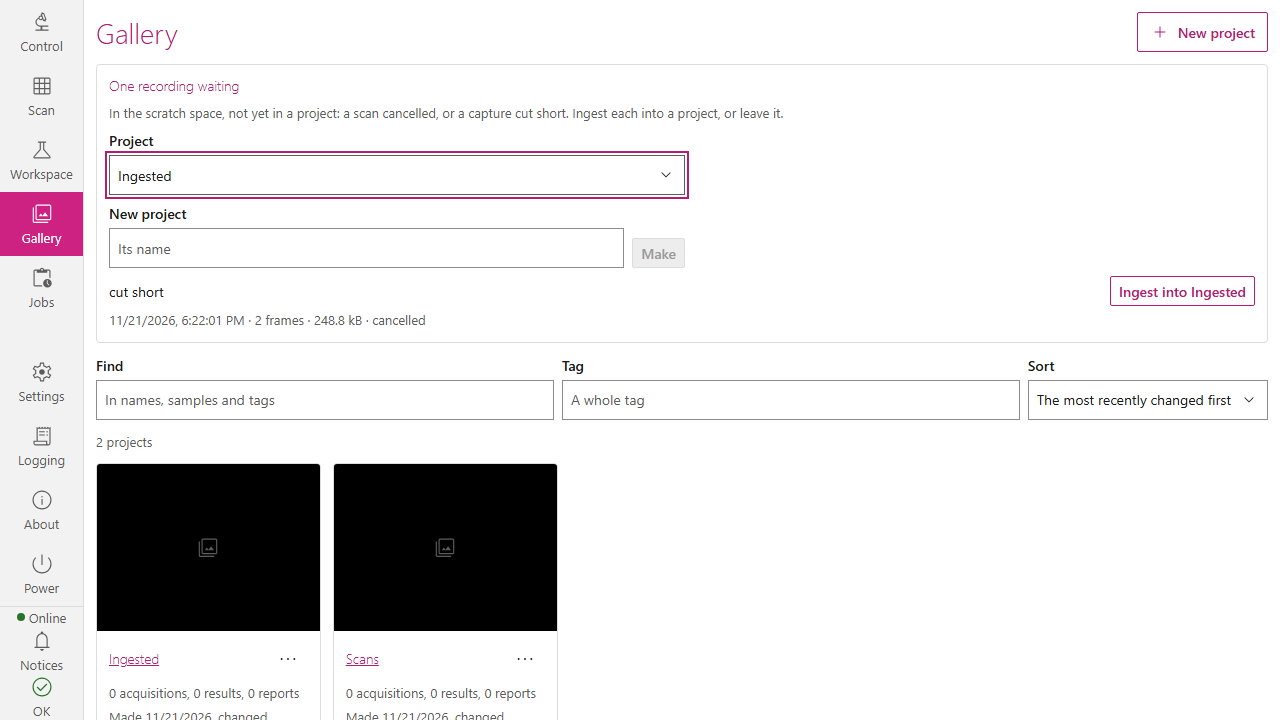 Control
Scan
Workspace
Gallery
Jobs
Settings
Logging
About
Power
Online
Notices
OK
Gallery
New project
One recording waiting
In the scratch space, not yet in a project: a scan cancelled, or a capture cut short. Ingest each into a project, or leave it.
Project
Ingested
New project
Its name
Make
cut short
Ingest into Ingested
11/21/2026, 6:22:01 PM · 2 frames · 248.8 kB · cancelled
Find
Tag
Sort
In names, samples and tags
A whole tag
The most recently changed first
2 projects
Ingested
0 acquisitions, 0 results, 0 reports
Made 11/21/2026, changed
Scans
0 acquisitions, 0 results, 0 reports
Made 11/21/2026, changed